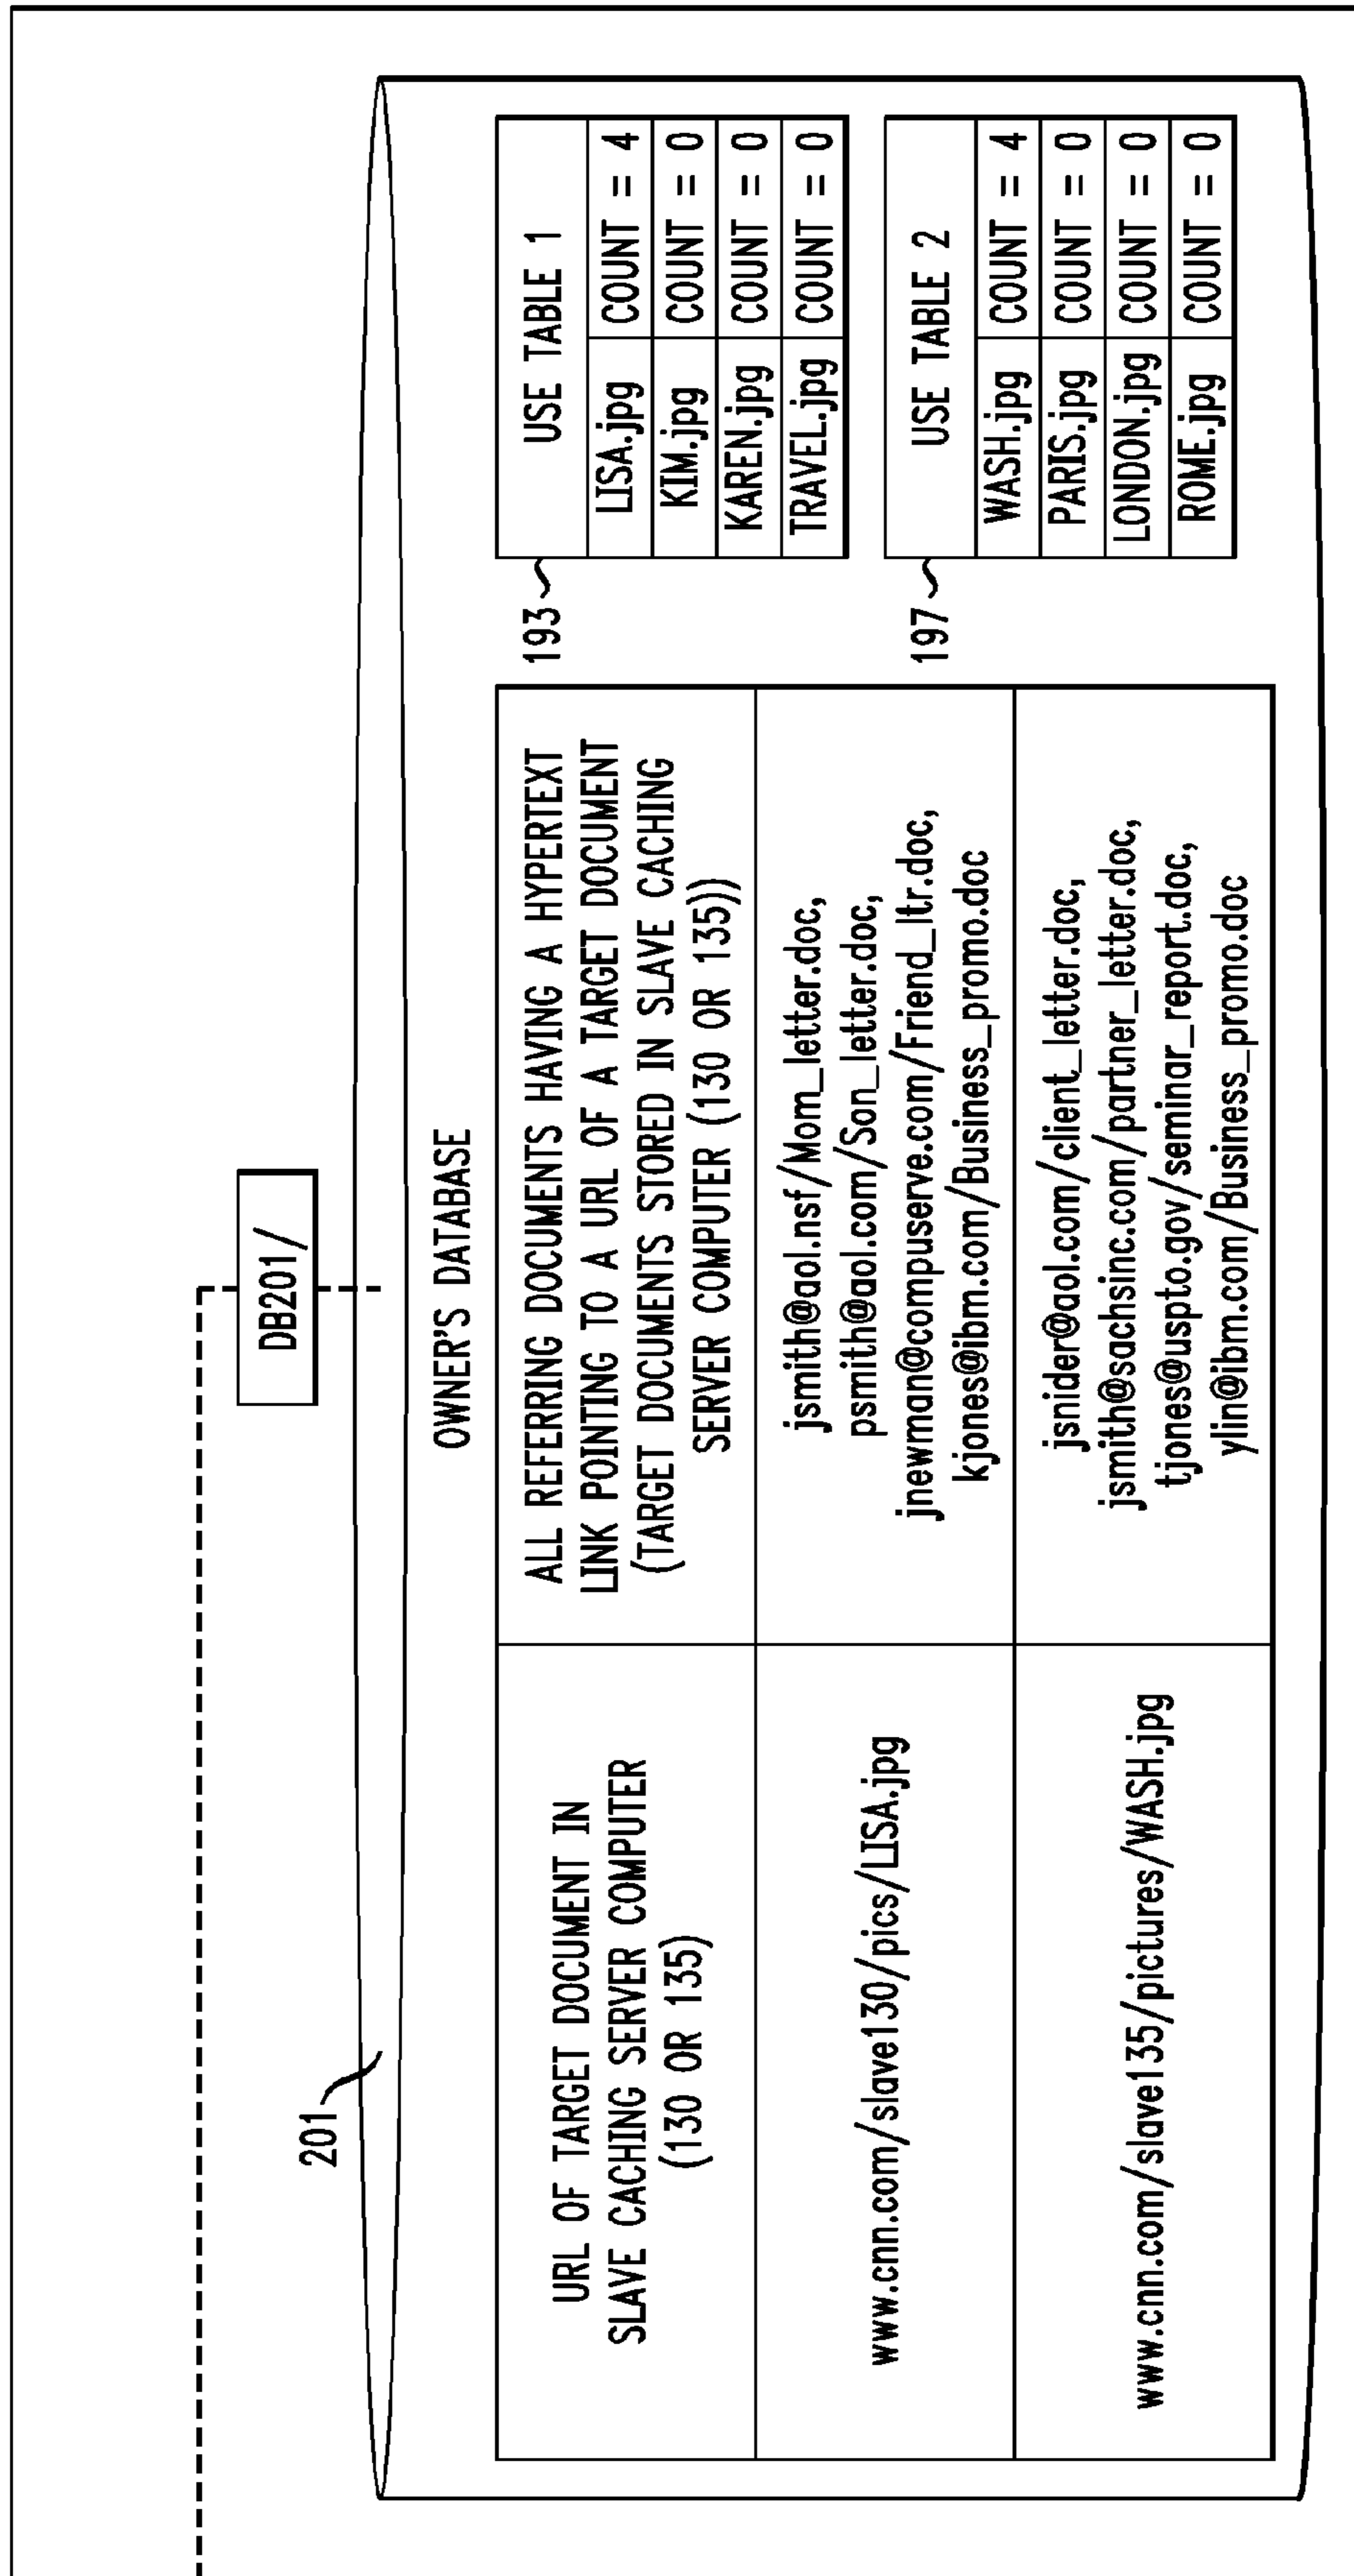 DB201/
201
OWNER'S DATABASE
URL OF TARGET DOCUMENT IN
SLAVE CACHING SERVER COMPUTER
(130 OR 135)
ALL REFERRING DOCUMENTS HAVING A HYPERTEXT
LINK POINTING TO A URL OF A TARGET DOCUMENT
(TARGET DOCUMENTS STORED IN SLAVE CACHING
SERVER COMPUTER (130 OR 135))
www.cnn.com/slave130/pics/LISA.jpg
jsmith@aol.nsf/Mom_letter.doc,
psmith@aol.com/Son_letter.doc,
jnewman@compuserve.com/Friend_ltr.doc,
kjones@ibm.com/Business_promo.doc
www.cnn.com/slave135/pictures/WASH.jpg
jsnider@aol.com/client_letter.doc,
jsmith@sachsinc.com/partner_letter.doc,
tjones@uspto.gov/seminar_report.doc,
ylin@ibm.com/Business_promo.doc
193
USE TABLE 1
LISA.jpg COUNT = 4
KIM.jpg COUNT = 0
KAREN.jpg COUNT = 0
TRAVEL.jpg COUNT = 0
197
USE TABLE 2
WASH.jpg COUNT = 4
PARIS.jpg COUNT = 0
LONDON.jpg COUNT = 0
ROME.jpg COUNT = 0